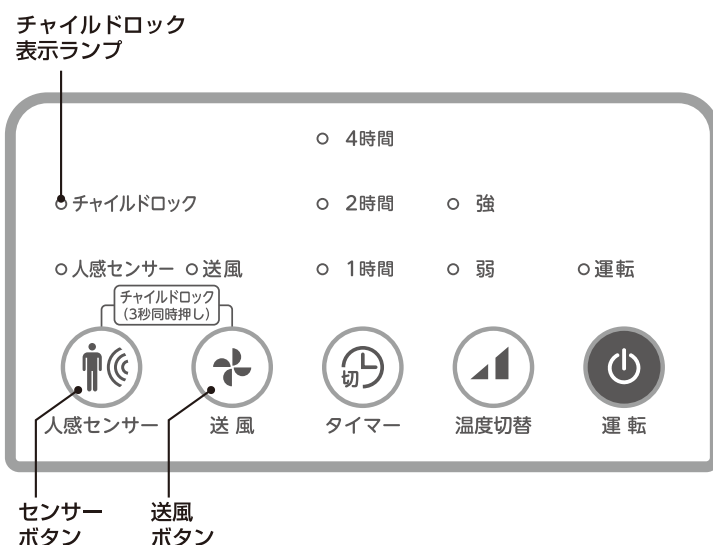 チャイルドロック
表示ランプ
4時間
チャイルドロック
2時間
強
人感センサー
送風
1時間
弱
運転
チャイルドロック
(3秒同時押し)
切
人感センサー
送風
タイマー
温度切替
運転
センサー
ボタン
送風
ボタン